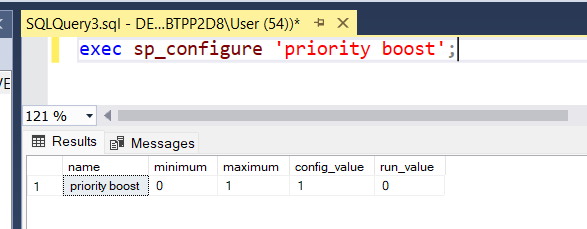 SQLQuery3.sql - DE...BTPP2D8\User (54))*
exec sp_configure 'priority boost';
121 %
Results Messages
name minimum maximum config_value run_value
1 priority boost 0 1 1 0